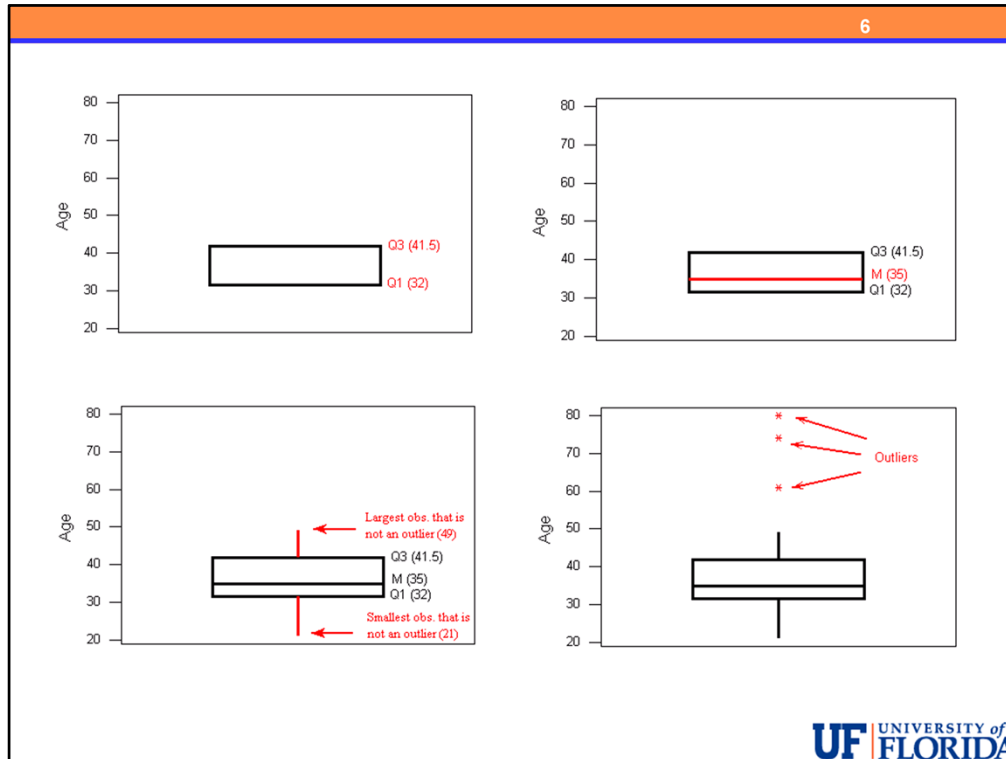 6
80
70
60
50
40
30
20
Age
Q3 (41.5)
Q1 (32)
80
70
60
50
40
30
20
Age
Q3 (41.5)
M (35)
Q1 (32)
80
70
60
50
40
30
20
Age
Largest obs. that is
not an outlier (49)
Q3 (41.5)
M (35)
Q1 (32)
Smallest obs. that is
not an outlier (21)
80
70
60
50
40
30
20
Age
Outliers
UF UNIVERSITY of
FLORIDA